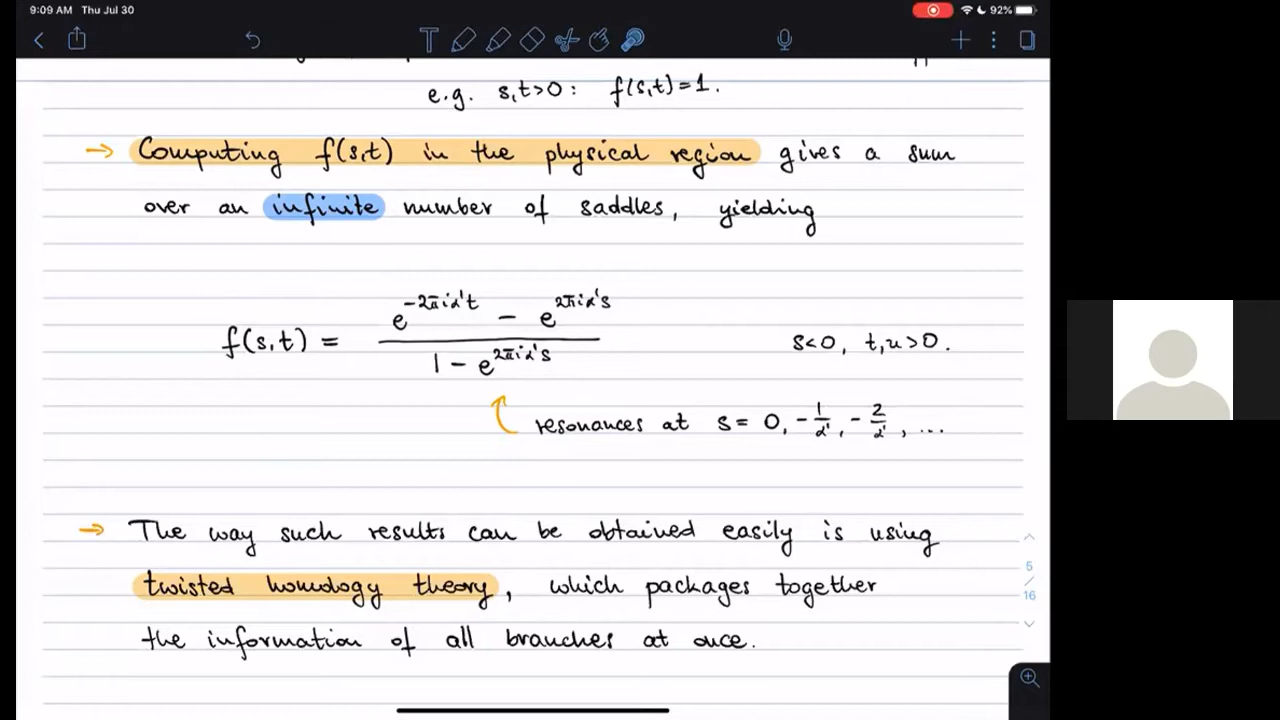 9:09 AM Thu Jul 30
92%
e.g. s,t>0: f(s,t)=1.
→ Computing f(s,t) in the physical region gives a sum
over an infinite number of saddles, yielding
f(s,t) = (e^{-2πiα't} - e^{2πiα's}) / (1 - e^{2πiα's}) s<0, t,u>0.
resonances at s = 0, -1/α', -2/α', ...
→ The way such results can be obtained easily is using
twisted homology theory, which packages together
the information of all branches at once.
5
/
16